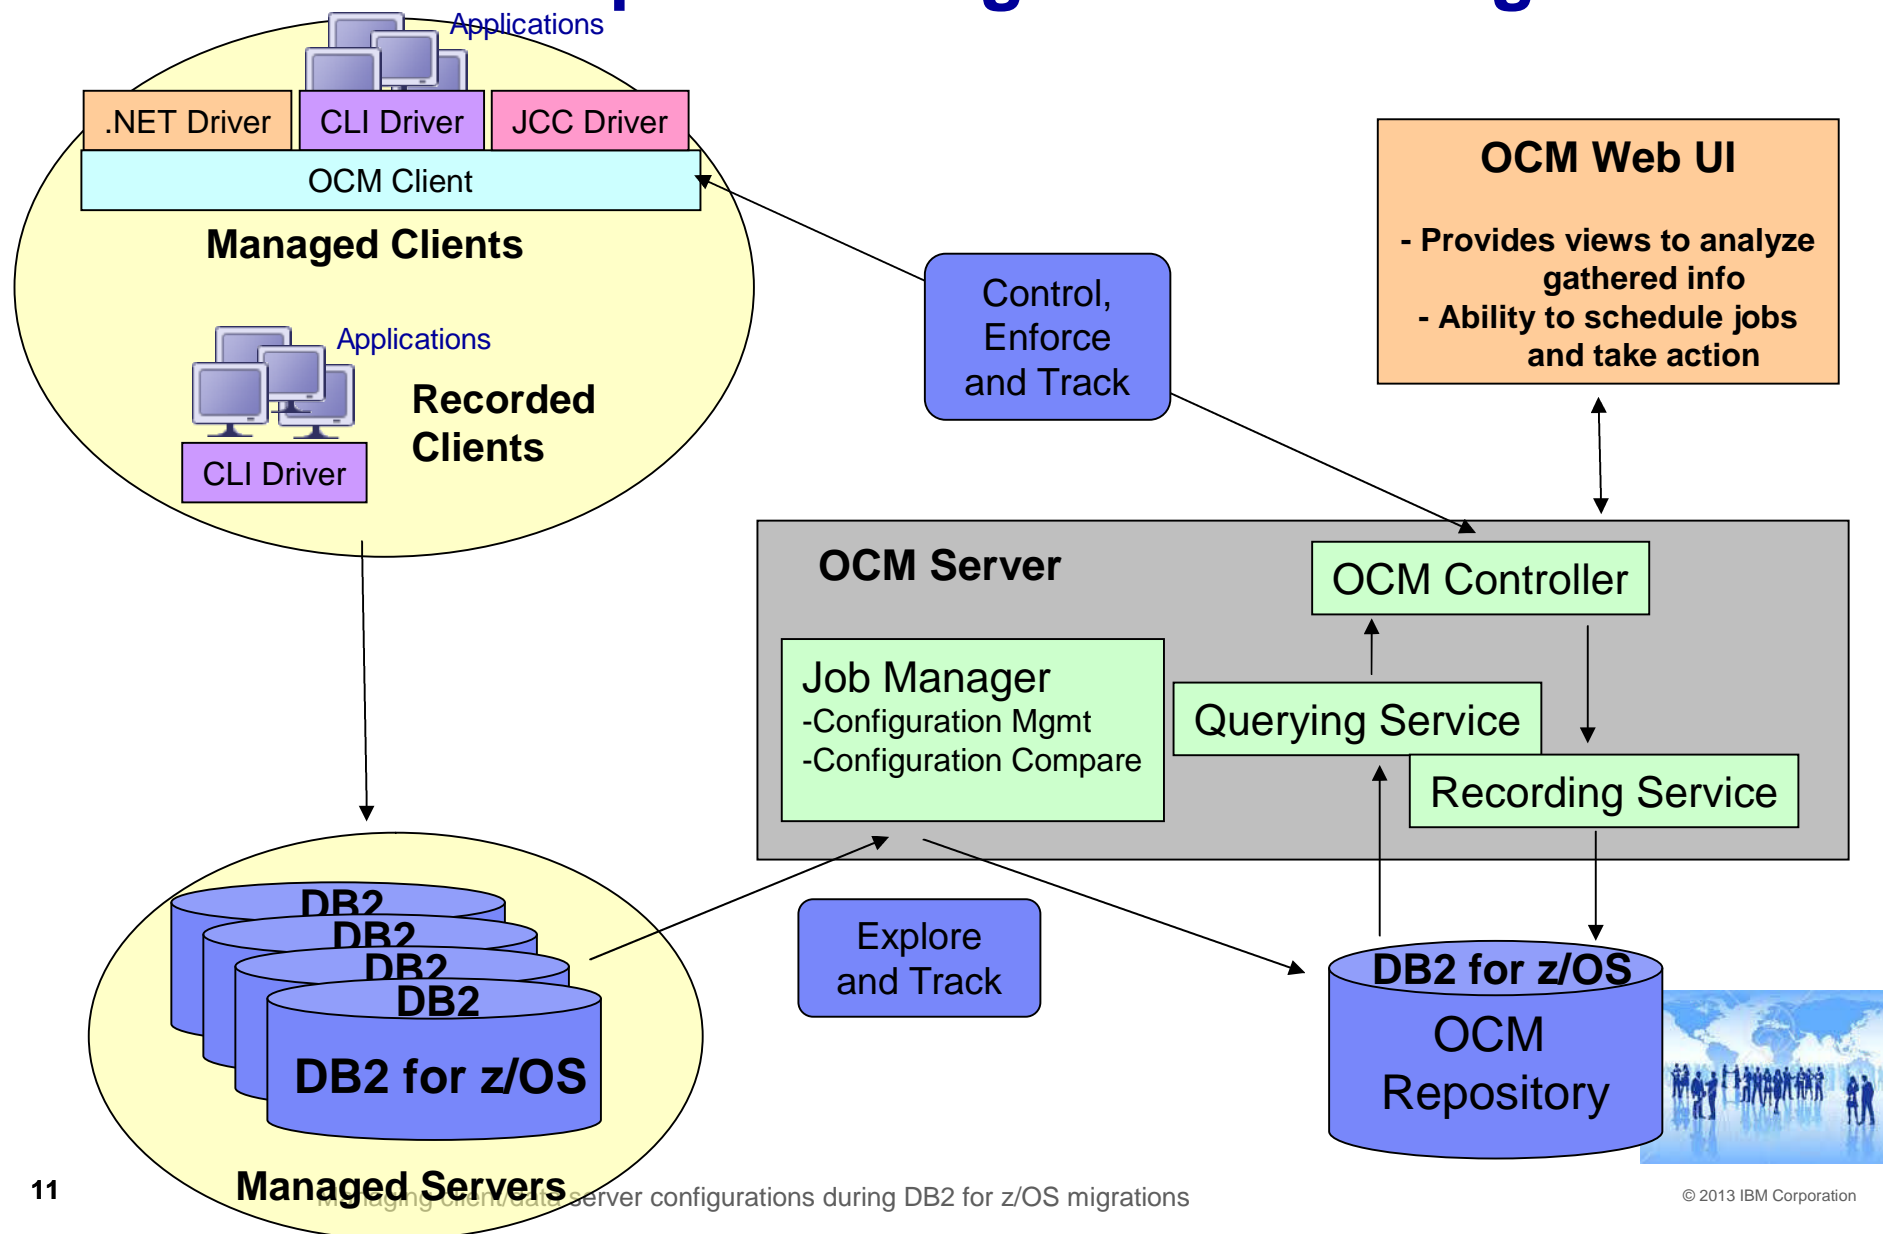 Applications
.NET Driver
CLI Driver
JCC Driver
OCM Client
Managed Clients
Applications
Recorded
Clients
CLI Driver
Control,
Enforce
and Track
OCM Web UI
- Provides views to analyze
gathered info
- Ability to schedule jobs
and take action
OCM Server
OCM Controller
Job Manager
-Configuration Mgmt
-Configuration Compare
Querying Service
Recording Service
DB2
DB2
DB2
DB2
DB2 for z/OS
Managed Servers
Explore
and Track
DB2 for z/OS
OCM
Repository
11
Managing client/data server configurations during DB2 for z/OS migrations
© 2013 IBM Corporation